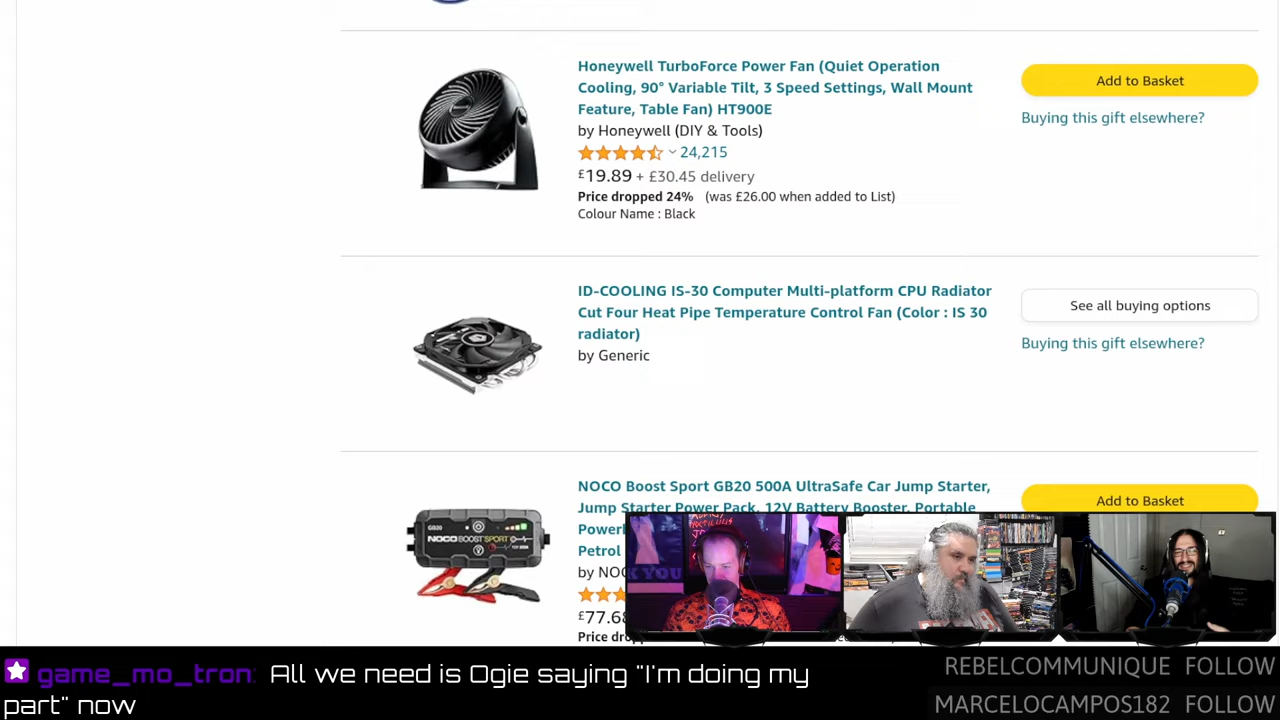 Honeywell TurboForce Power Fan (Quiet Operation
Cooling, 90° Variable Tilt, 3 Speed Settings, Wall Mount
Feature, Table Fan) HT900E
by Honeywell (DIY & Tools)
24,215
£19.89 + £30.45 delivery
Price dropped 24% (was £26.00 when added to List)
Colour Name : Black
Add to Basket
Buying this gift elsewhere?
ID-COOLING IS-30 Computer Multi-platform CPU Radiator
Cut Four Heat Pipe Temperature Control Fan (Color : IS 30
radiator)
by Generic
See all buying options
Buying this gift elsewhere?
GB20
NOCO BOOST SPORT
NOCO Boost Sport GB20 500A UltraSafe Car Jump Starter,
Jump Starter Power Pack, 12V Battery Booster, Portable
Petrol
Add to Basket
game_mo_tron: All we need is Ogie saying "I'm doing my
part" now
REBELCOMMUNIQUE FOLLOW
MARCELOCAMPOS182 FOLLOW